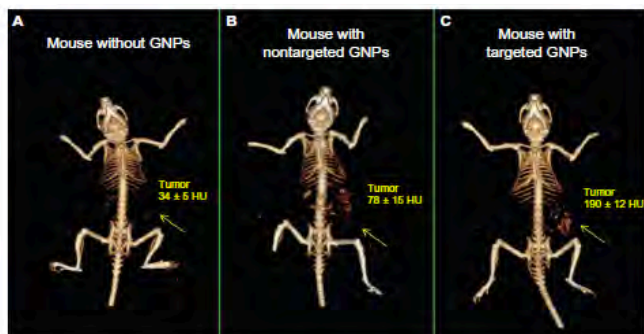 A
Mouse without GNPs
Tumor
34 ± 5 HU
B
Mouse with
nontargeted GNPs
Tumor
78 ± 15 HU
C
Mouse with
targeted GNPs
Tumor
190 ± 12 HU